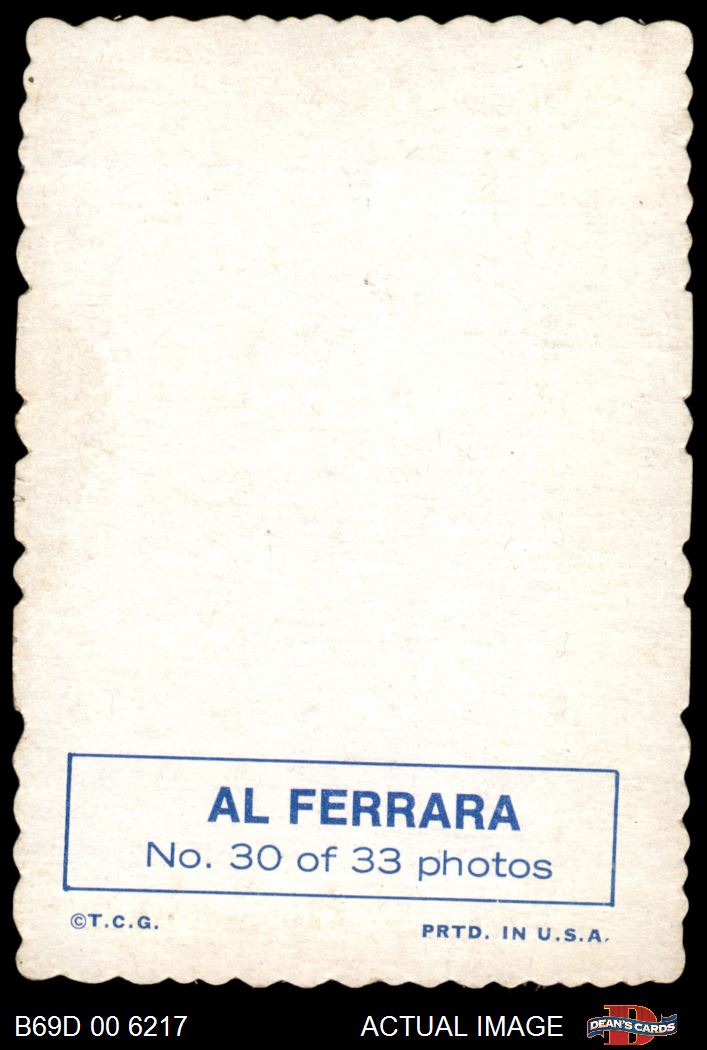 AL FERRARA
No. 30 of 33 photos
©T.C.G.
PRTD. IN U.S.A.
B69D 00 6217
ACTUAL IMAGE
D
DEAN'S CARDS